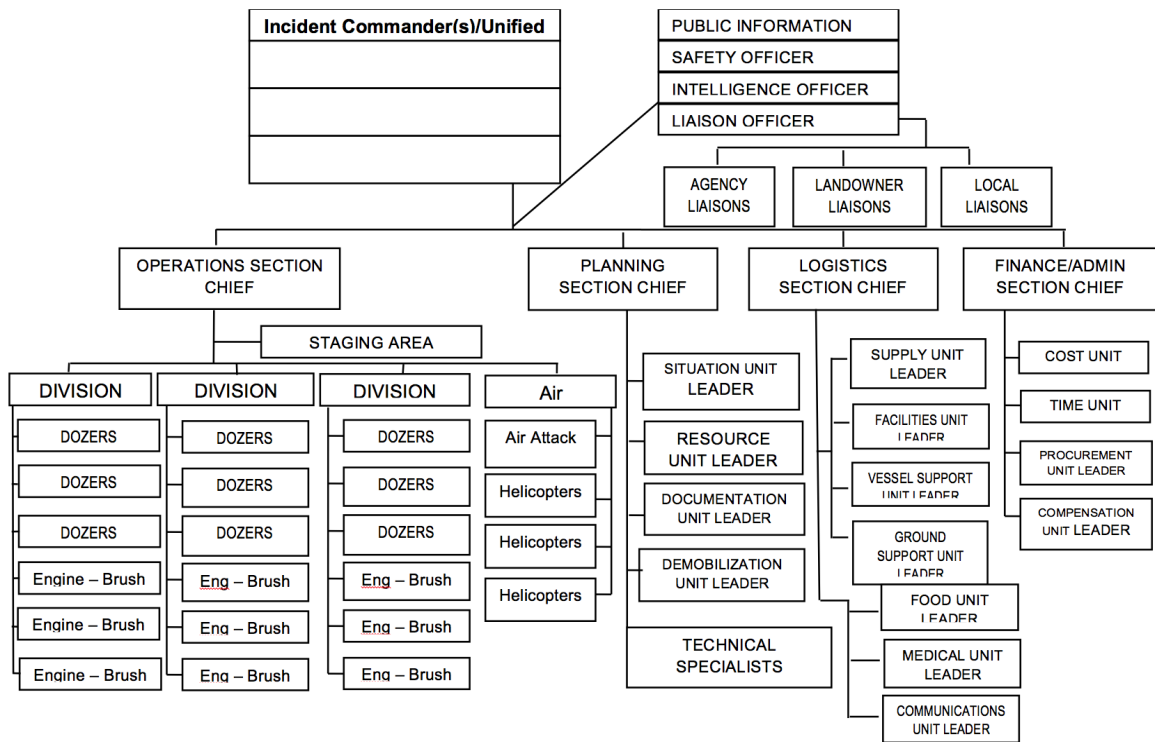 Incident Commander(s)/Unified
PUBLIC INFORMATION
SAFETY OFFICER
INTELLIGENCE OFFICER
LIAISON OFFICER
AGENCY
LIAISONS
LANDOWNER
LIAISONS
LOCAL
LIAISONS
OPERATIONS SECTION
CHIEF
PLANNING
SECTION CHIEF
LOGISTICS
SECTION CHIEF
FINANCE/ADMIN
SECTION CHIEF
STAGING AREA
DIVISION
DOZERS
DOZERS
DOZERS
Engine – Brush
Engine – Brush
Engine – Brush
DIVISION
DOZERS
DOZERS
DOZERS
Eng – Brush
Eng – Brush
Eng – Brush
DIVISION
DOZERS
DOZERS
DOZERS
Eng – Brush
Eng – Brush
Eng – Brush
Air
Air Attack
Helicopters
Helicopters
Helicopters
SITUATION UNIT
LEADER
RESOURCE
UNIT LEADER
DOCUMENTATION
UNIT LEADER
DEMOBILIZATION
UNIT LEADER
TECHNICAL
SPECIALISTS
SUPPLY UNIT
LEADER
FACILITIES UNIT
LEADER
VESSEL SUPPORT
UNIT LEADER
GROUND
SUPPORT UNIT
LEADER
FOOD UNIT
LEADER
MEDICAL UNIT
LEADER
COMMUNICATIONS
UNIT LEADER
COST UNIT
TIME UNIT
PROCUREMENT
UNIT LEADER
COMPENSATION
UNIT LEADER